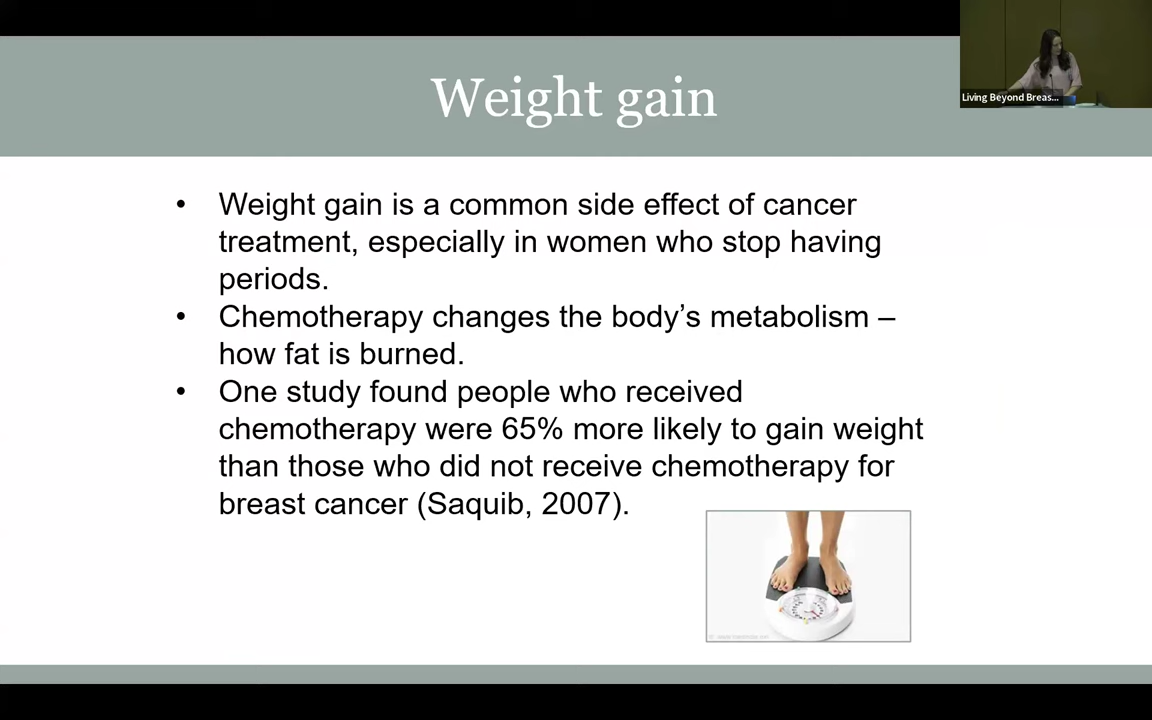 Weight gain
Living Beyond Breas...
• Weight gain is a common side effect of cancer
treatment, especially in women who stop having
periods.
• Chemotherapy changes the body’s metabolism –
how fat is burned.
• One study found people who received
chemotherapy were 65% more likely to gain weight
than those who did not receive chemotherapy for
breast cancer (Saquib, 2007).